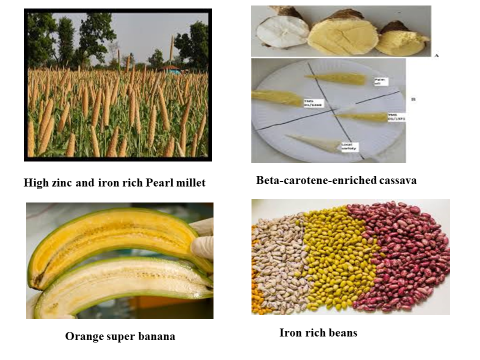 High zinc and iron rich Pearl millet
A
B
Beta-carotene-enriched cassava
Orange super banana
Iron rich beans